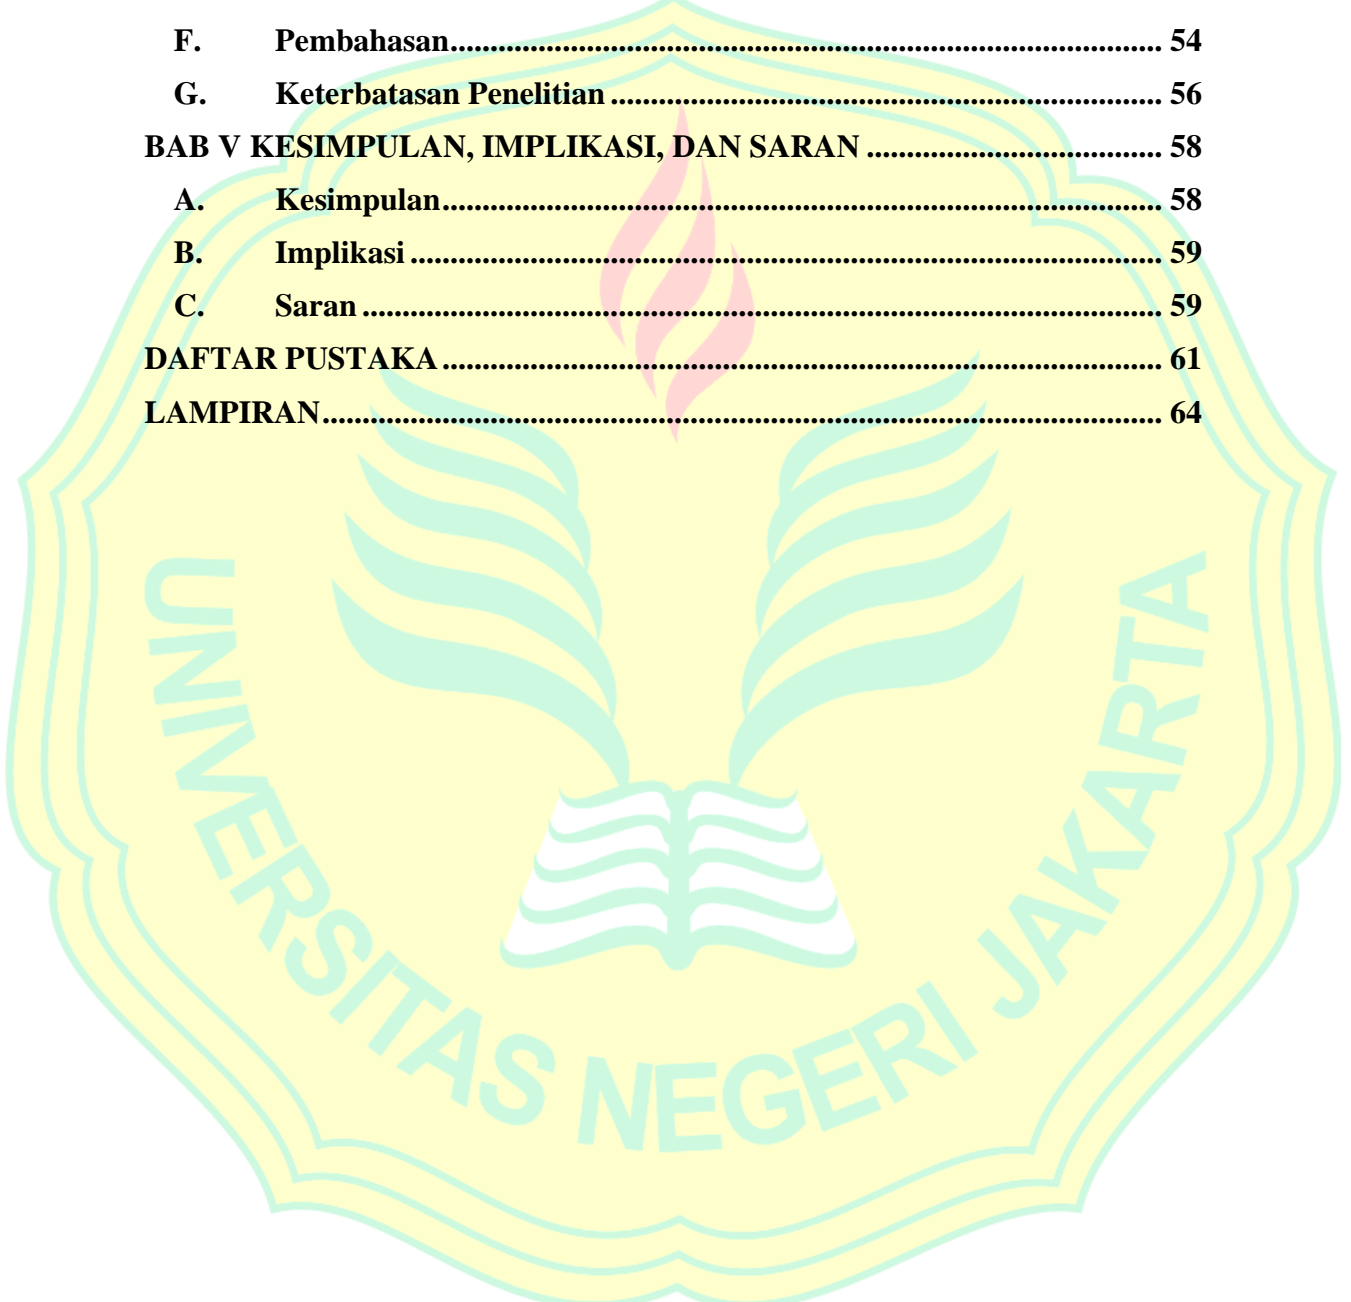 F. Pembahasan........................................................................................ 54
G. Keterbatasan Penelitian .................................................................... 56
BAB V KESIMPULAN, IMPLIKASI, DAN SARAN ..................................... 58
A. Kesimpulan......................................................................................... 58
B. Implikasi ............................................................................................. 59
C. Saran ................................................................................................... 59
DAFTAR PUSTAKA ......................................................................................... 61
LAMPIRAN........................................................................................................ 64
UNIVERSITAS NEGERI JAKARTA